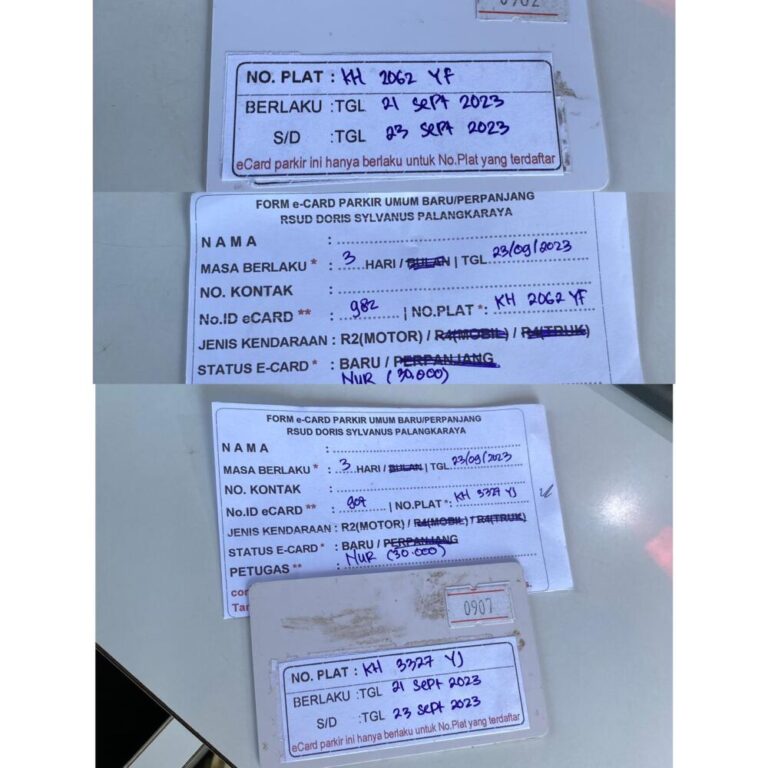 0902
NO. PLAT : KH 2062 YF
BERLAKU :TGL 21 Sept 2023
S/D :TGL 23 Sept 2023
eCard parkir ini hanya berlaku untuk No.Plat yang terdaftar
FORM e-CARD PARKIR UMUM BARU/PERPANJANG
RSUD DORIS SYLVANUS PALANGKARAYA
NAMA :
MASA BERLAKU * : 3 HARI / BULAN | TGL 23/09/2023
NO. KONTAK :
No.ID eCARD ** : 982 | NO.PLAT *: KH 2062 YF
JENIS KENDARAAN : R2(MOTOR) / R4(MOBIL) / R4(TRUK)
STATUS E-CARD * : BARU / PERPANJANG
NUR (30.000)
FORM e-CARD PARKIR UMUM BARU/PERPANJANG
RSUD DORIS SYLVANUS PALANGKARAYA
NAMA :
MASA BERLAKU * : 3 HARI / BULAN | TGL 23/09/2023
NO. KONTAK :
No.ID eCARD ** : 907 | NO.PLAT *: KH 3327 YJ
JENIS KENDARAAN : R2(MOTOR) / R4(MOBIL) / R4(TRUK)
STATUS E-CARD * : BARU / PERPANJANG
PETUGAS ** : NUR (30.000)
0907
NO. PLAT : KH 3327 YJ
BERLAKU :TGL 21 Sept 2023
S/D :TGL 23 Sept 2023
eCard parkir ini hanya berlaku untuk No.Plat yang terdaftar